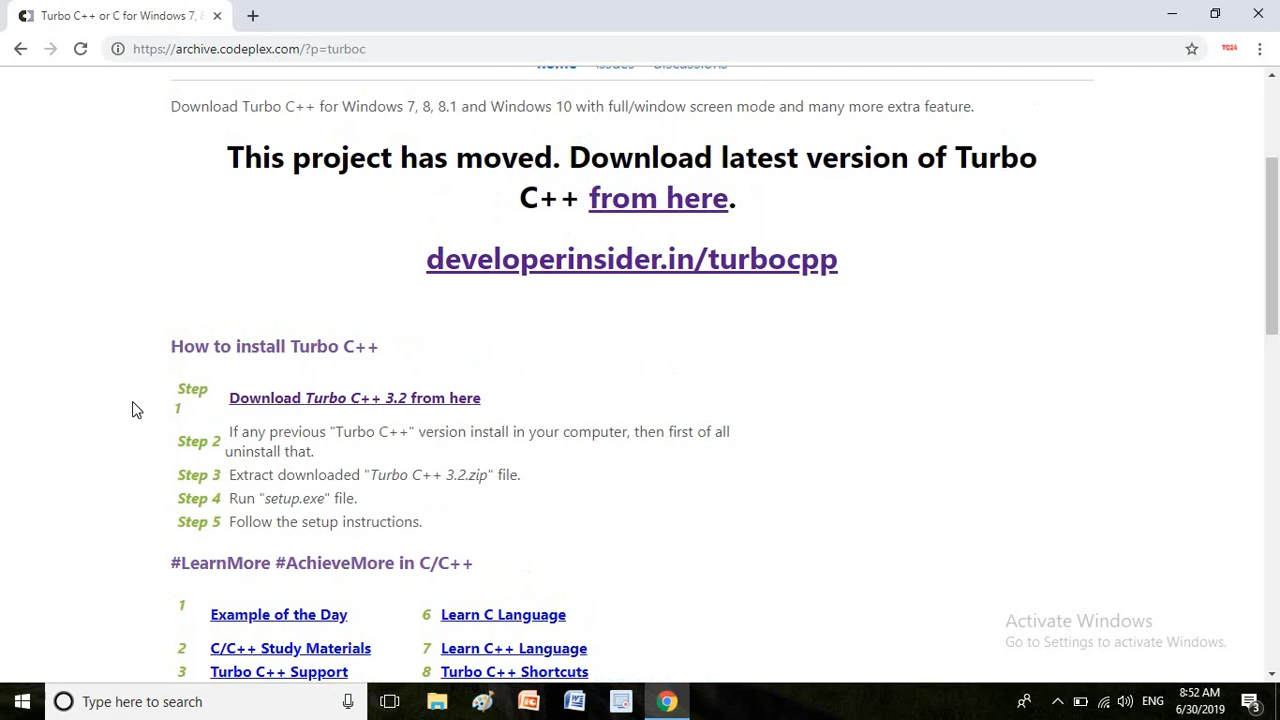 Turbo C++ or C for Windows 7, 8
https://archive.codeplex.com/?p=turboc
TC24
home issues discussions
Download Turbo C++ for Windows 7, 8, 8.1 and Windows 10 with full/window screen mode and many more extra feature.
This project has moved. Download latest version of Turbo
C++ from here.
developerinsider.in/turbocpp
How to install Turbo C++
Step 1 Download Turbo C++ 3.2 from here
Step 2 If any previous "Turbo C++" version install in your computer, then first of all
uninstall that.
Step 3 Extract downloaded "Turbo C++ 3.2.zip" file.
Step 4 Run "setup.exe" file.
Step 5 Follow the setup instructions.
#LearnMore #AchieveMore in C/C++
1 Example of the Day 6 Learn C Language
2 C/C++ Study Materials 7 Learn C++ Language
3 Turbo C++ Support 8 Turbo C++ Shortcuts
Activate Windows
Go to Settings to activate Windows.
Type here to search
ENG
8:52 AM
6/30/2019
3